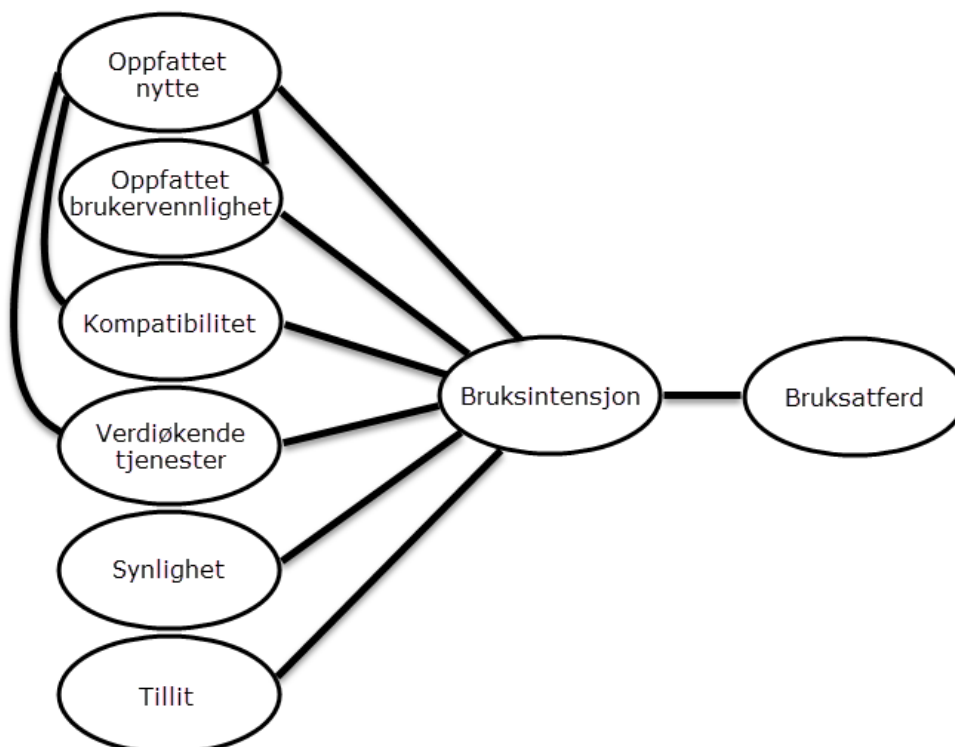 Oppfattet
nytte
Oppfattet
brukervennlighet
Kompatibilitet
Verdiøkende
tjenester
Synlighet
Tillit
Bruksintensjon
Bruksatferd